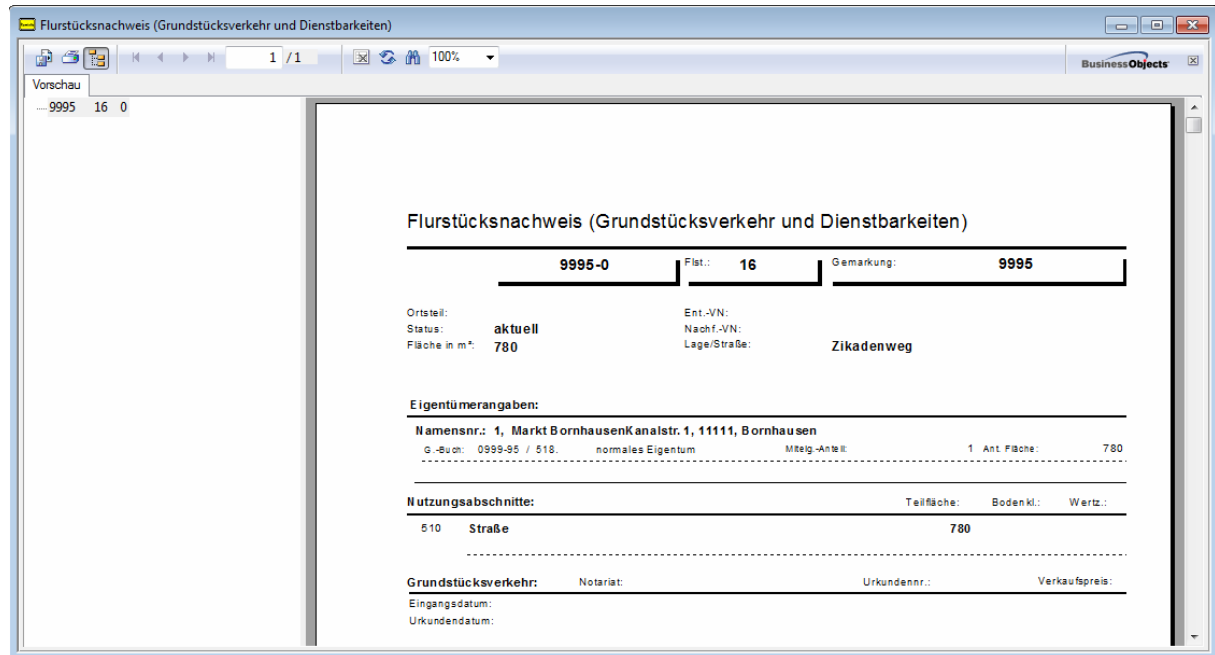 Flurstücksnachweis (Grundstücksverkehr und Dienstbarkeiten)
1 /1 100%
BusinessObjects
Vorschau
9995 16 0
Flurstücksnachweis (Grundstücksverkehr und Dienstbarkeiten)
9995-0 Flst.: 16 Gemarkung: 9995
Ortsteil: Ent.-VN:
Status: aktuell Nachf.-VN:
Fläche in m²: 780 Lage/Straße: Zikadenweg
Eigentümerangaben:
Namensnr.: 1, Markt BornhausenKanalstr. 1, 11111, Bornhausen
G.-Buch: 0999-95 / 518. normales Eigentum Miteig.-Anteil: 1 Ant. Fläche: 780
Nutzungsabschnitte: Teilfläche: Bodenkl.: Wertz.:
510 Straße 780
Grundstücksverkehr: Notariat: Urkundennr.: Verkaufspreis:
Eingangsdatum:
Urkundendatum: